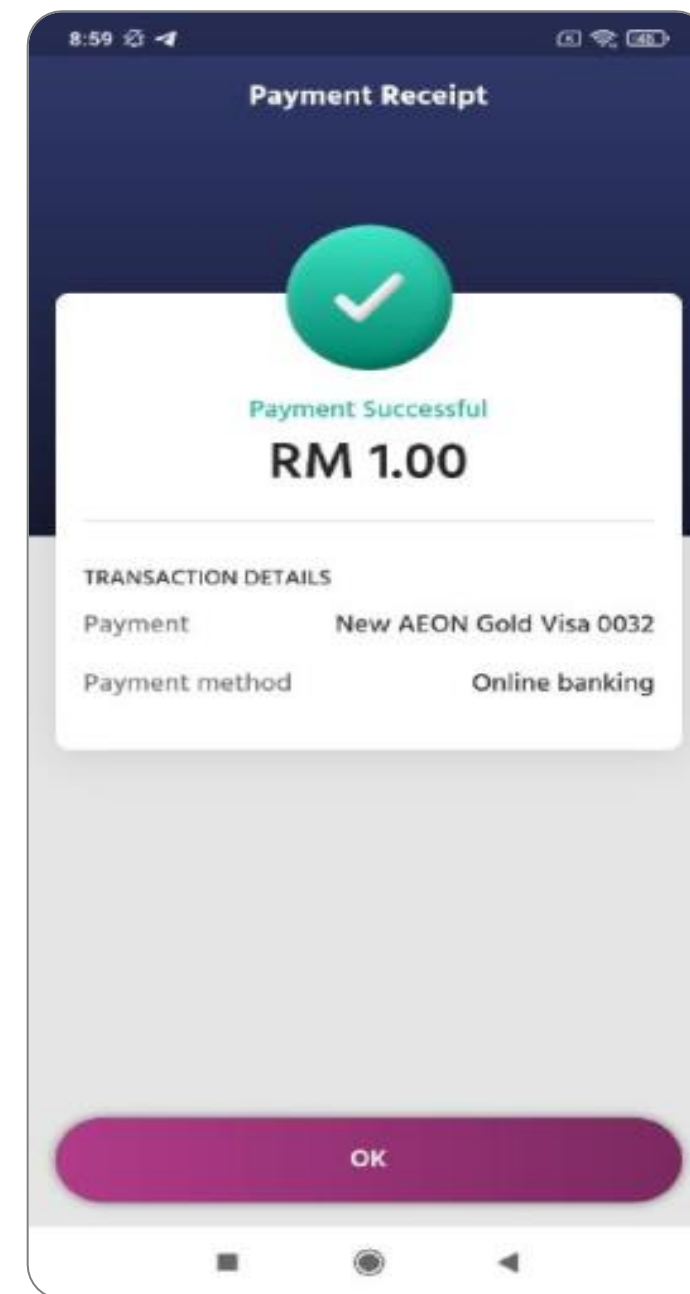 8:59
Payment Receipt
Payment Successful
RM 1.00
TRANSACTION DETAILS
Payment New AEON Gold Visa 0032
Payment method Online banking
OK